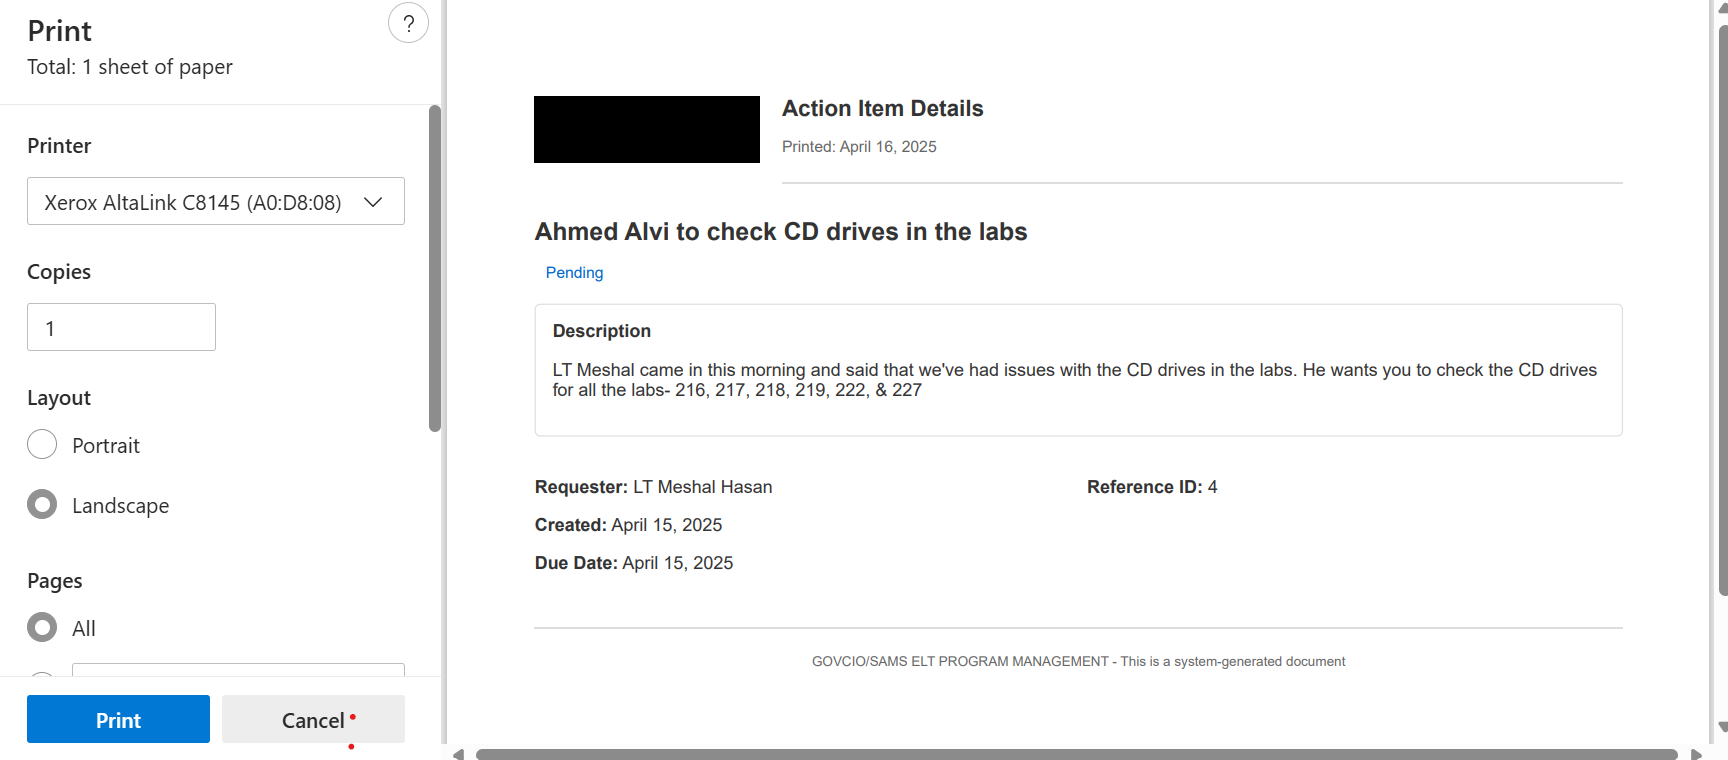 Print
?
Total: 1 sheet of paper
Printer
Xerox AltaLink C8145 (A0:D8:08)
Copies
1
Layout
Portrait
Landscape
Pages
All
Print
Cancel
Action Item Details
Printed: April 16, 2025
Ahmed Alvi to check CD drives in the labs
Pending
Description
LT Meshal came in this morning and said that we've had issues with the CD drives in the labs. He wants you to check the CD drives
for all the labs- 216, 217, 218, 219, 222, & 227
Requester: LT Meshal Hasan
Reference ID: 4
Created: April 15, 2025
Due Date: April 15, 2025
GOVCIO/SAMS ELT PROGRAM MANAGEMENT - This is a system-generated document